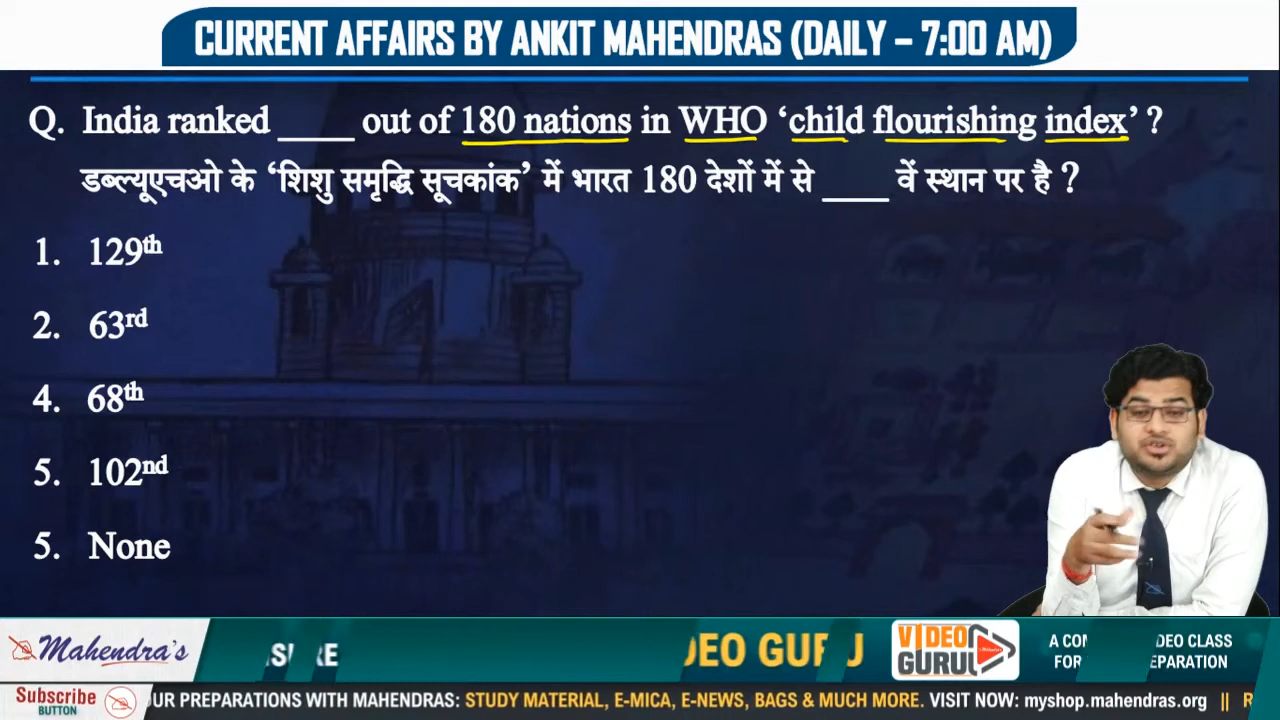 CURRENT AFFAIRS BY ANKIT MAHENDRAS (DAILY – 7:00 AM)
Q. India ranked ____ out of 180 nations in WHO ‘child flourishing index’ ?
डब्ल्यूएचओ के ‘शिशु समृद्धि सूचकांक’ में भारत 180 देशों में से ____ वें स्थान पर है ?
1. 129th
2. 63rd
4. 68th
5. 102nd
5. None
Mahendra's
VIDEO GURU
A
DEO CLASS
FOR
Subscribe
BUTTON
PREPARATIONS WITH MAHENDRAS: STUDY MATERIAL, E-MICA, E-NEWS, BAGS & MUCH MORE. VISIT NOW: myshop.mahendras.org ||